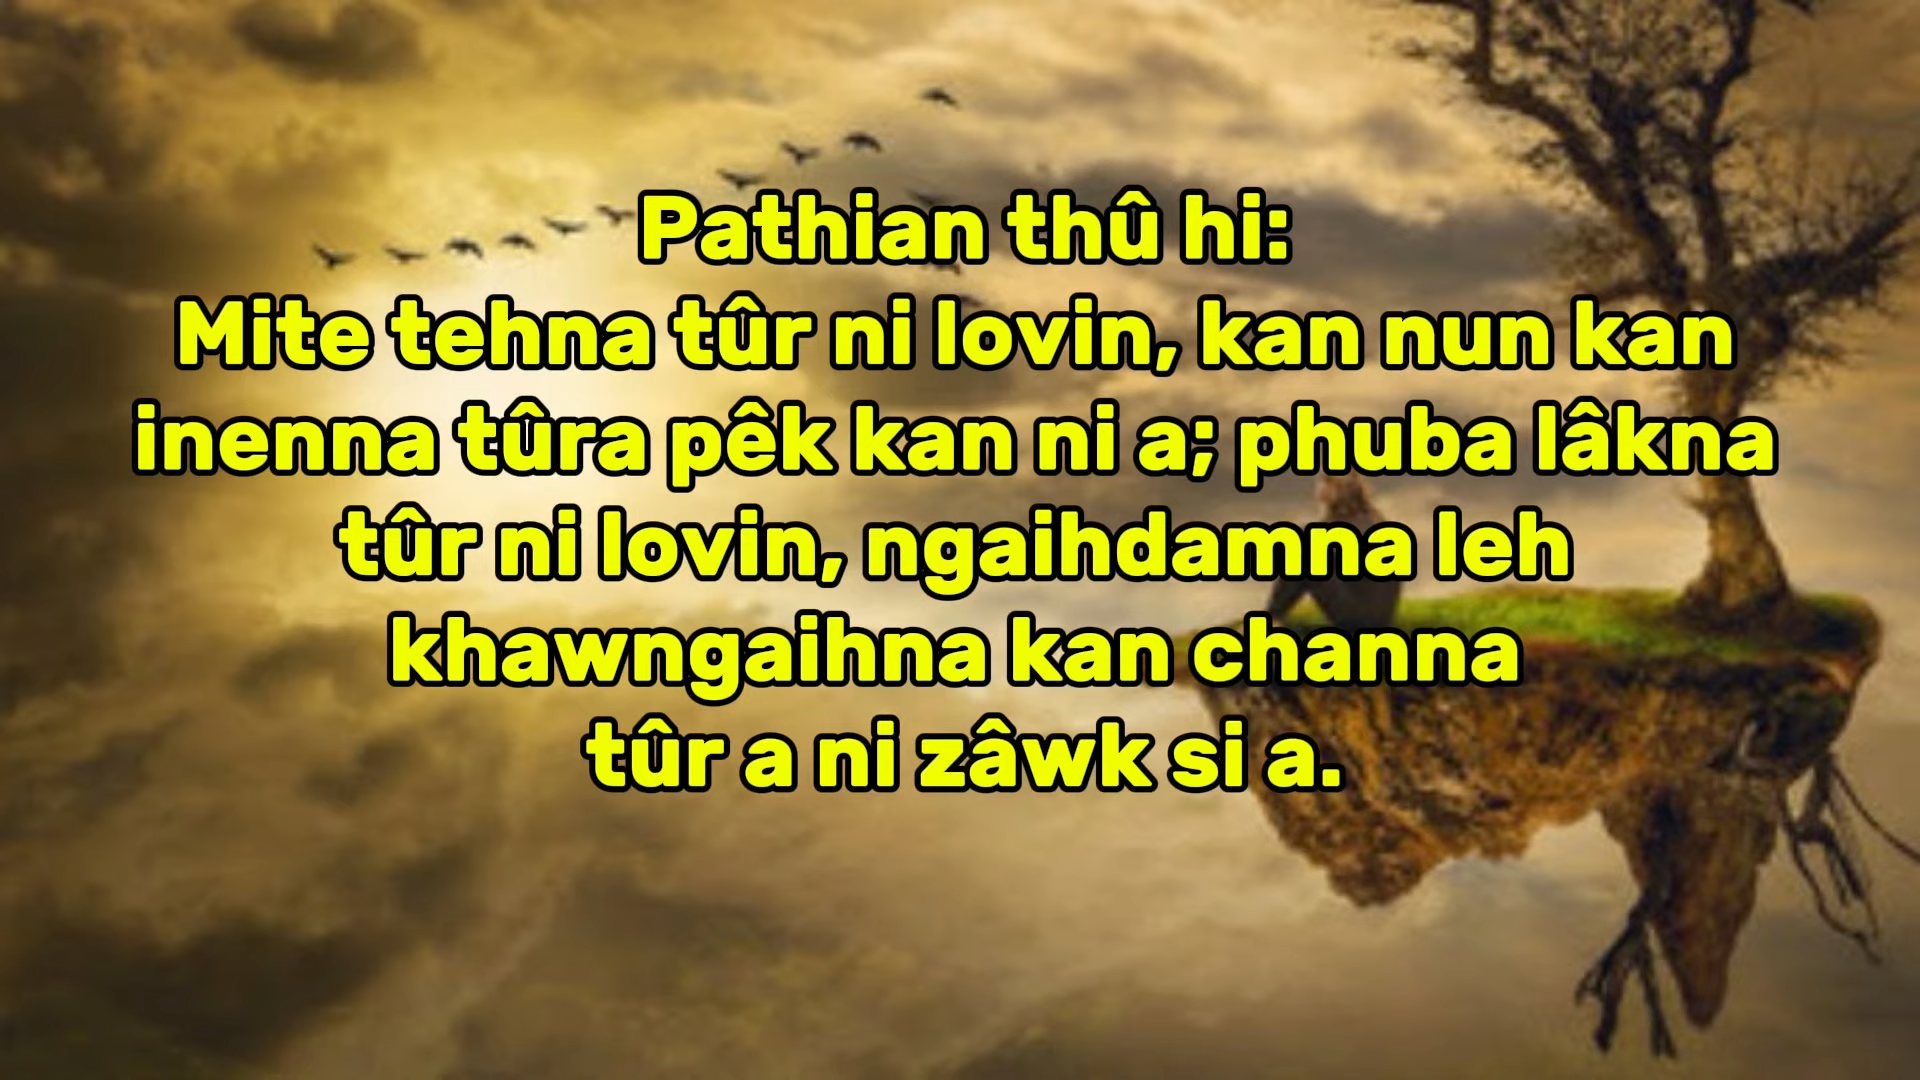 Pathian thû hi:
Mite tehna tûr ni lovin, kan nun kan
inenna tûra pêk kan ni a; phuba lâkna
tûr ni lovin, ngaihdamna leh
khawngaihna kan channa
tûr a ni zâwk si a.